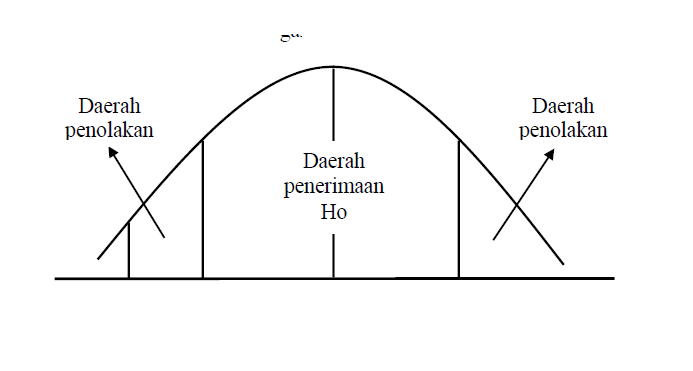 Daerah
penolakan
Daerah
penerimaan
Ho
Daerah
penolakan